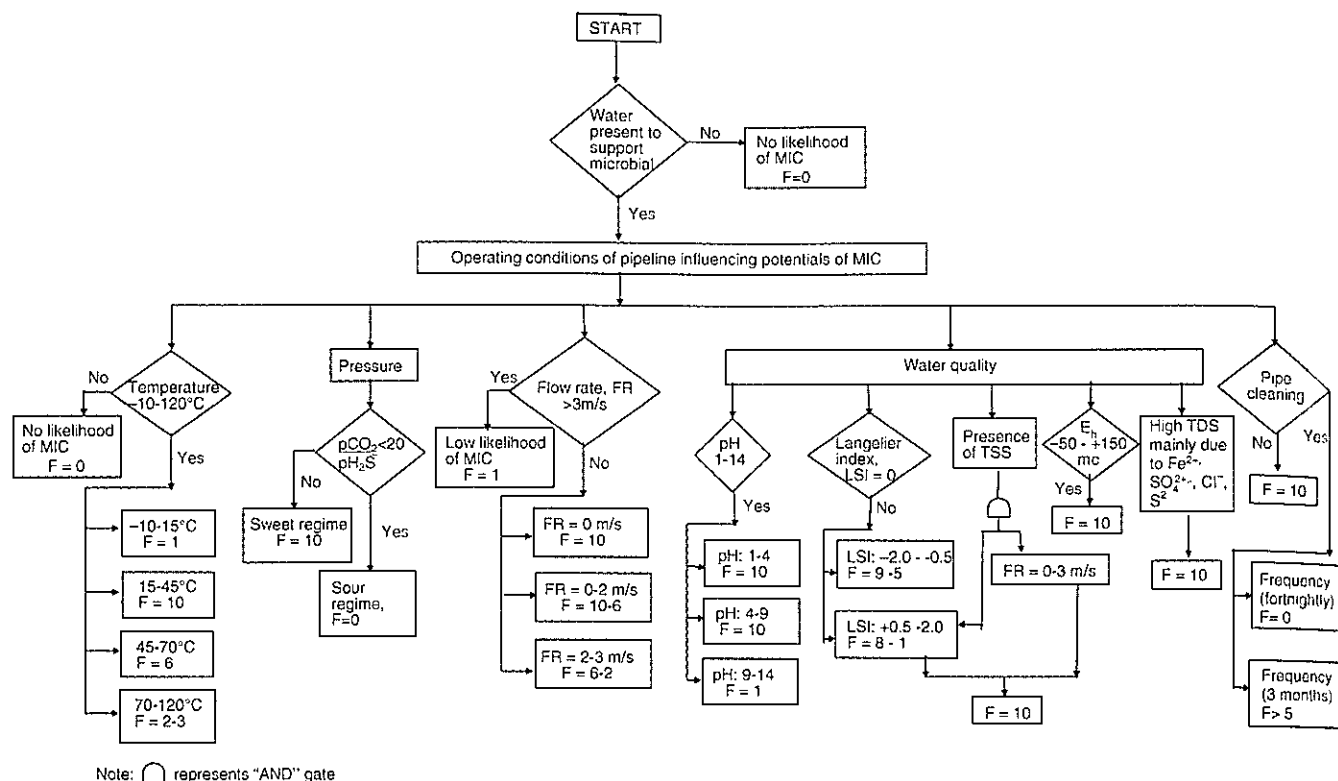 START
Water
present to
support
microbial
No
No likelihood
of MIC
F=0
Yes
Operating conditions of pipeline influencing potentials of MIC
No
Temperature
–10-120°C
No likelihood
of MIC
F = 0
Yes
–10-15°C
F = 1
15-45°C
F = 10
45-70°C
F = 6
70-120°C
F = 2-3
Pressure
pCO₂<20
pH₂S
No
Sweet regime
F = 10
Yes
Sour
regime,
F=0
Yes
Flow rate, FR
>3m/s
Low likelihood
of MIC
F = 1
No
FR = 0 m/s
F = 10
FR = 0-2 m/s
F = 10-6
FR = 2-3 m/s
F = 6-2
Water quality
pH
1-14
Yes
pH: 1-4
F = 10
pH: 4-9
F = 10
pH: 9-14
F = 1
Langelier
index,
LSI = 0
No
LSI: –2.0 - -0.5
F = 9 -5
LSI: +0.5 -2.0
F = 8 - 1
Presence
of TSS
FR = 0-3 m/s
F = 10
Eₕ
–50 - +150
mc
Yes
F = 10
High TDS
mainly due
to Fe²⁻,
SO₄²⁺-, Cl⁻,
S²
F = 10
Pipe
cleaning
No
F = 10
Yes
Frequency
(fortnightly)
F= 0
Frequency
(3 months)
F> 5
Note: represents "AND" gate